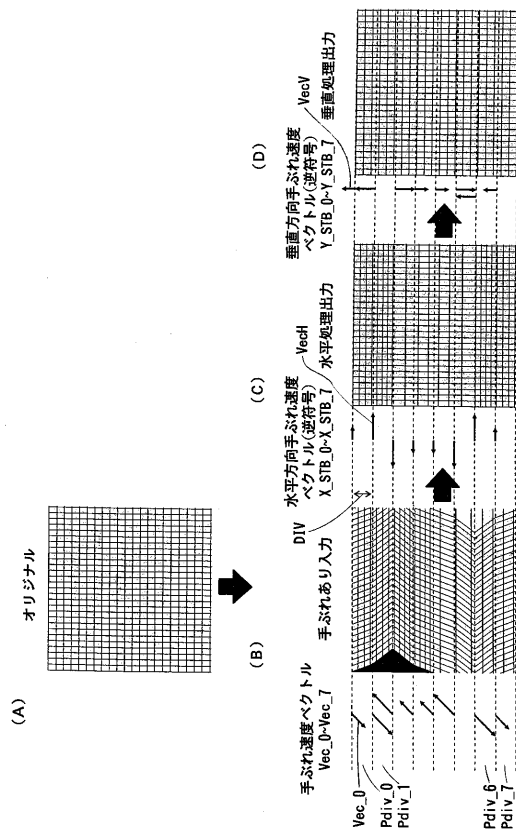 (A)
オリジナル
(B)
手ぶれ速度ベクトル
Vec_0~Vec_7
手ぶれあり入力
Vec_0
Pdiv_0
Pdiv_1
Pdiv_6
Pdiv_7
DIV
(C)
水平方向手ぶれ速度
ベクトル(逆符号)
X_STB_0~X_STB_7
VecH
水平処理出力
(D)
垂直方向手ぶれ速度
ベクトル(逆符号)
Y_STB_0~Y_STB_7
VecV
垂直処理出力